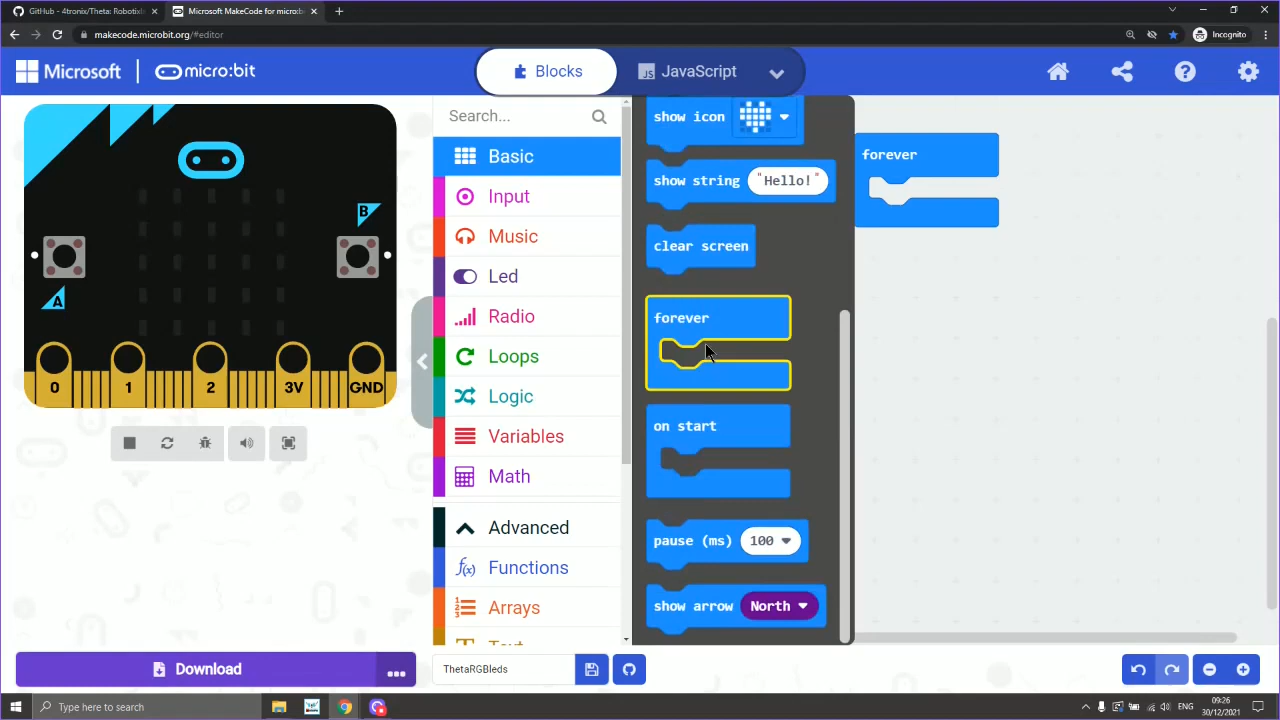 GitHub - 4tronix/Theta: Robotixl
Microsoft MakeCode for micro:b
makecode.microbit.org/#editor
Incognito
Microsoft
micro:bit
Blocks
JS
JavaScript
B
A
0
1
2
3V
GND
Search...
Basic
Input
Music
Led
Radio
Loops
Logic
Variables
Math
Advanced
f(x) Functions
Arrays
Text
show icon
show string "Hello!"
clear screen
forever
on start
pause (ms) 100
show arrow North
forever
Download
...
ThetaRGBleds
Type here to search
ENG
09:26
30/12/2021